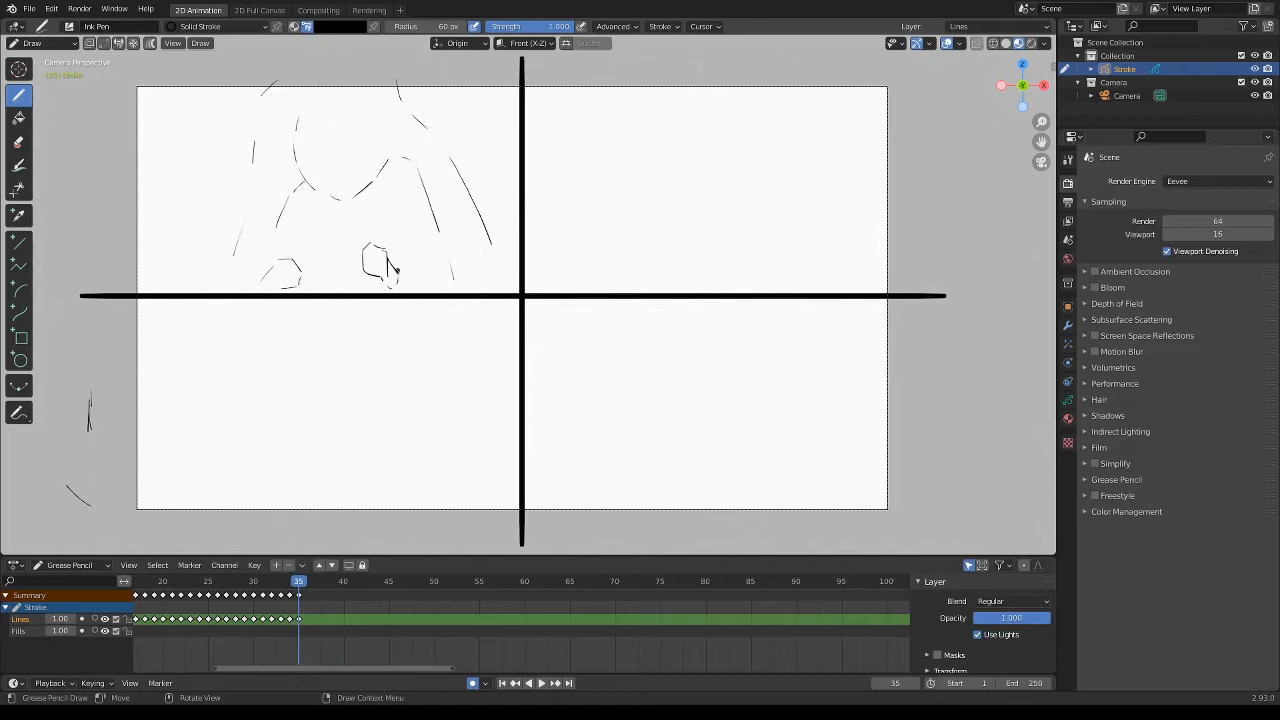 File Edit Render Window Help 2D Animation 2D Full Canvas Compositing Rendering Scene View Layer
Ink Pen Solid Stroke Radius 60 px Strength 1.000 Advanced Stroke Cursor Layer: Lines
Draw View Draw Origin Front (X-Z) Guides
Camera Perspective
Z
X
Y
Scene Collection
Collection
Stroke
Camera
Camera
Scene
Render Engine Eevee
Sampling
Render 64
Viewport 16
Viewport Denoising
Ambient Occlusion
Bloom
Depth of Field
Subsurface Scattering
Screen Space Reflections
Motion Blur
Volumetrics
Performance
Hair
Shadows
Indirect Lighting
Film
Simplify
Grease Pencil
Freestyle
Color Management
Grease Pencil View Select Marker Channel Key
20 25 30 35 40 45 50 55 60 65 70 75 80 85 90 95 100
Summary
Stroke
Lines 1.00
Fills 1.00
Layer
Blend Regular
Opacity 1.000
Use Lights
Masks
Transform
Playback Keying View Marker 35 Start 1 End 250
Grease Pencil Draw Move Rotate View Draw Context Menu 2.93.0